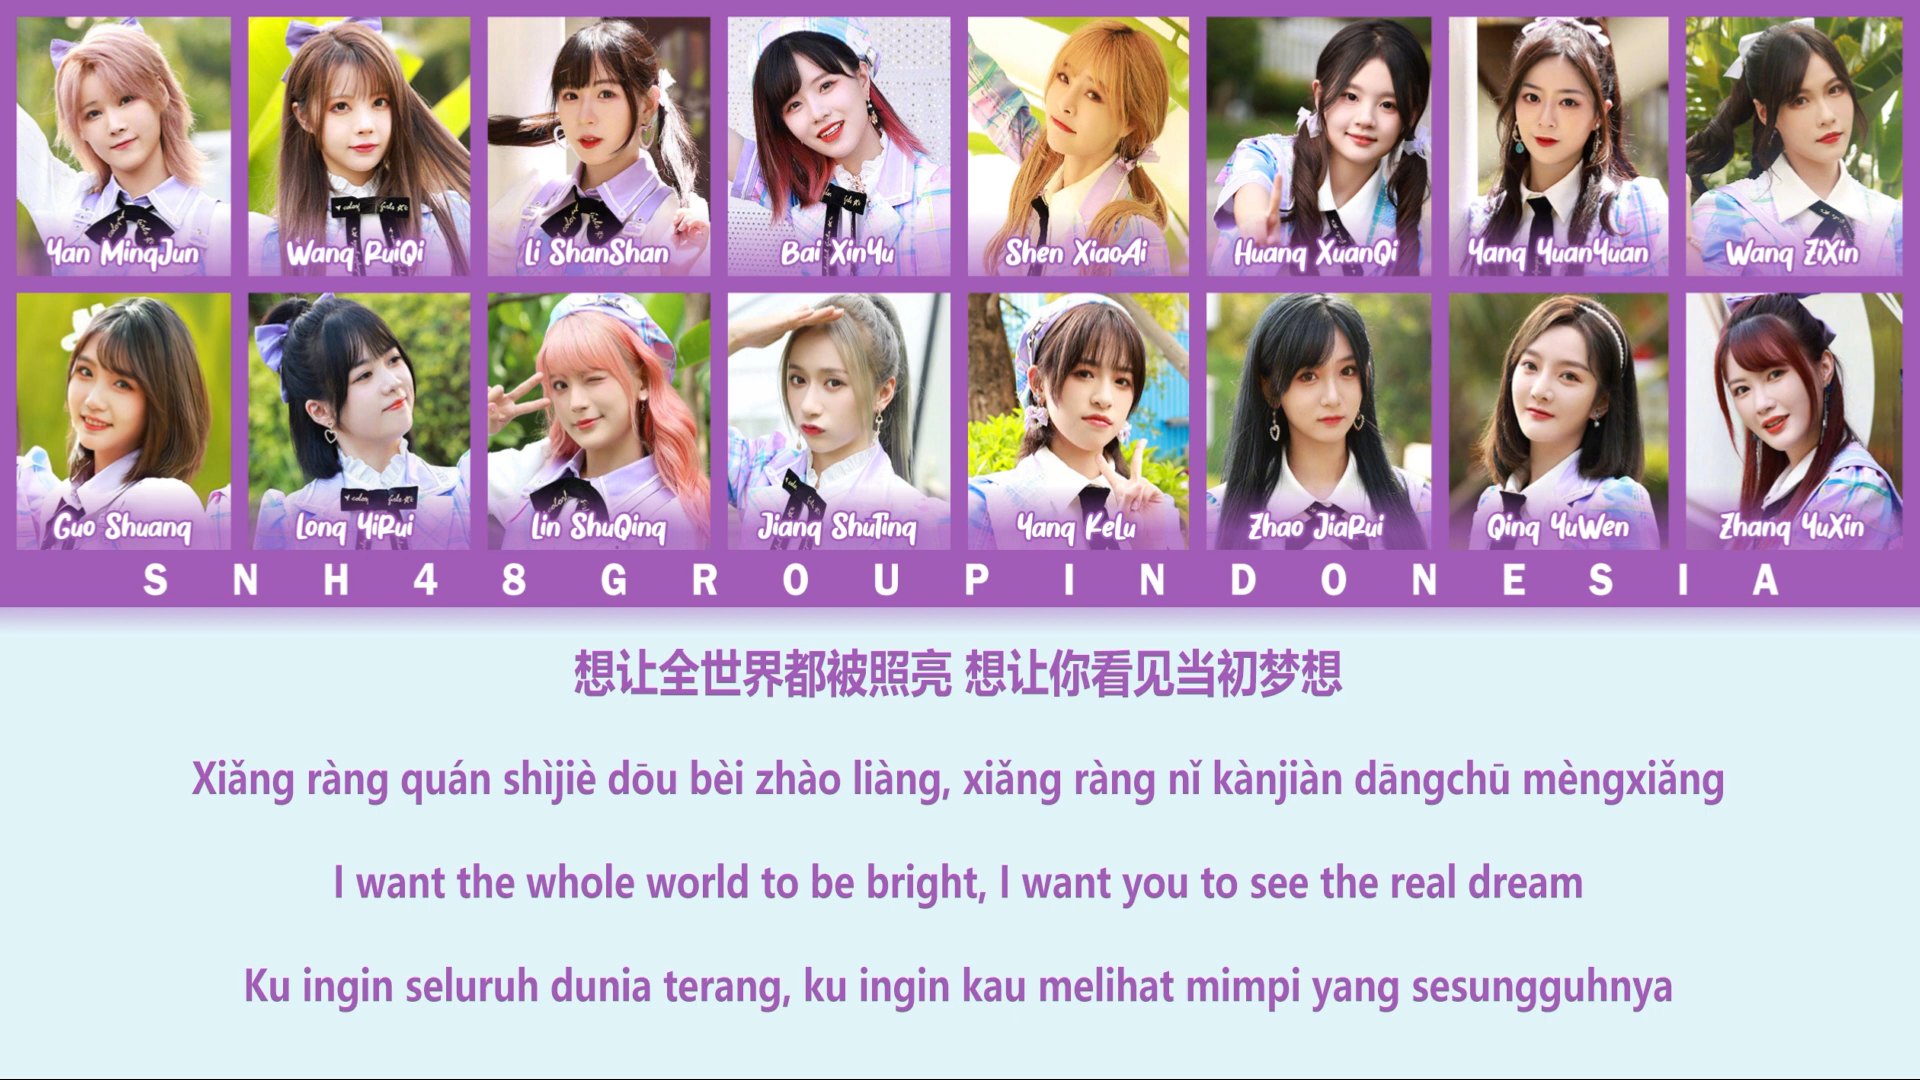 Yan MingJun
Wang RuiQi
Li ShanShan
Bai XinYu
Shen XiaoAi
Huang XuanQi
Yang YuanYuan
Wang ZiXin
Guo Shuang
Long YiRui
Lin ShuQing
Jiang ShuTing
Yang KeLu
Zhao JiaRui
Qing YuWen
Zhang YuXin
SNH48GROUPINDONESIA
想让全世界都被照亮 想让你看见当初梦想
Xiǎng ràng quán shìjiè dōu bèi zhào liàng, xiǎng ràng nǐ kànjiàn dāngchū mèngxiǎng
I want the whole world to be bright, I want you to see the real dream
Ku ingin seluruh dunia terang, ku ingin kau melihat mimpi yang sesungguhnya